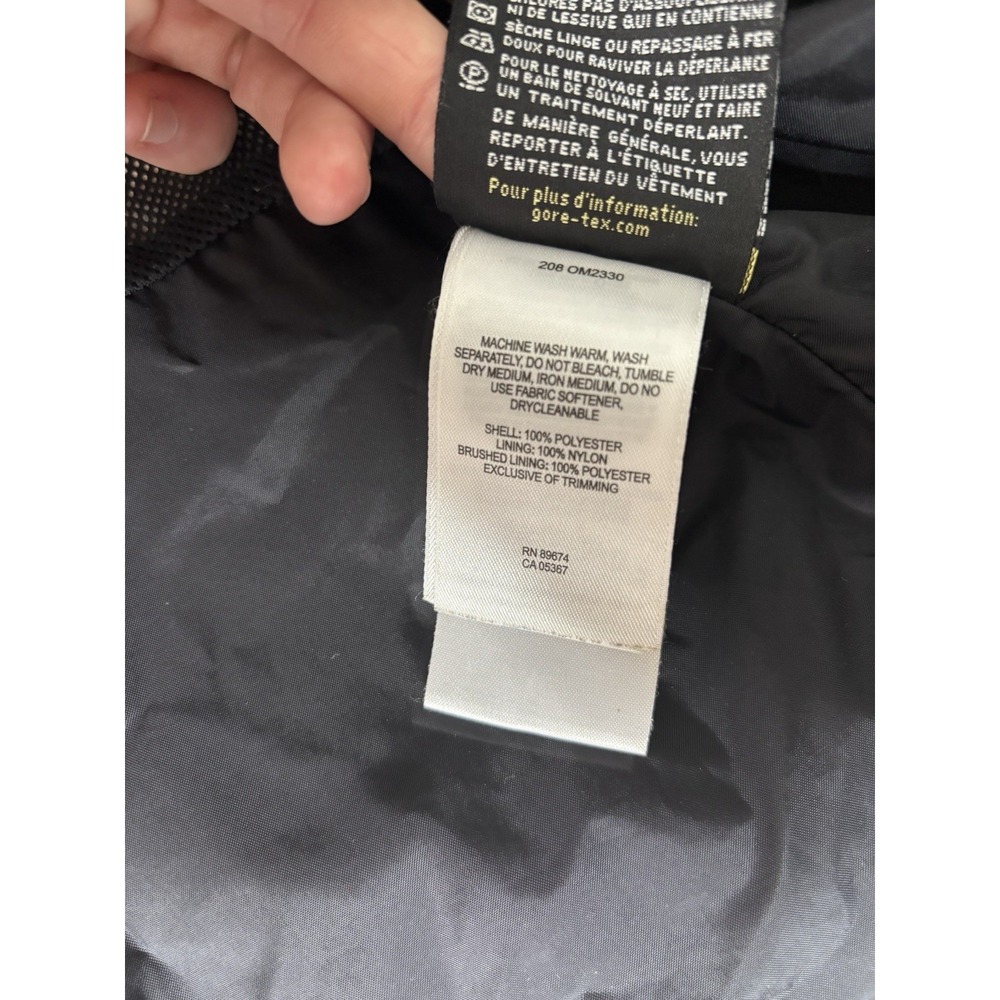 NI DE LESSIVE QUI EN CONTIENNE
SÈCHE LINGE OU REPASSAGE À FER
DOUX POUR RAVIVER LA DÉPERLANCE
P
POUR LE NETTOYAGE À SEC, UTILISER
UN BAIN DE SOLVANT NEUF ET FAIRE
UN TRAITEMENT DÉPERLANT.
DE MANIÈRE GÉNÉRALE, VOUS
REPORTER À L'ÉTIQUETTE
D'ENTRETIEN DU VÊTEMENT
Pour plus d'information:
gore-tex.com
208 OM2330
MACHINE WASH WARM, WASH
SEPARATELY, DO NOT BLEACH, TUMBLE
DRY MEDIUM, IRON MEDIUM, DO NO
USE FABRIC SOFTENER,
DRYCLEANABLE
SHELL: 100% POLYESTER
LINING: 100% NYLON
BRUSHED LINING: 100% POLYESTER
EXCLUSIVE OF TRIMMING
RN 89674
CA 05367